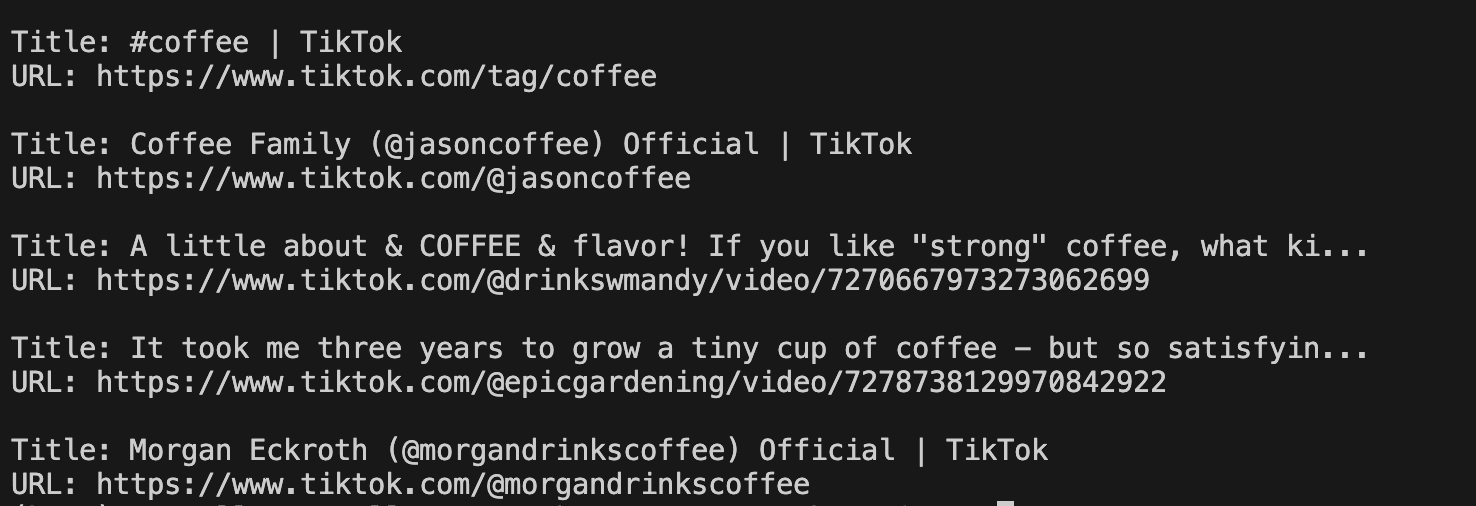 Title: #coffee | TikTok
URL: https://www.tiktok.com/tag/coffee
Title: Coffee Family (@jasoncoffee) Official | TikTok
URL: https://www.tiktok.com/@jasoncoffee
Title: A little about & COFFEE & flavor! If you like "strong" coffee, what ki...
URL: https://www.tiktok.com/@drinkswmandy/video/7270667973273062699
Title: It took me three years to grow a tiny cup of coffee – but so satisfyin...
URL: https://www.tiktok.com/@epicgardening/video/7278738129970842922
Title: Morgan Eckroth (@morgandrinkscoffee) Official | TikTok
URL: https://www.tiktok.com/@morgandrinkscoffee